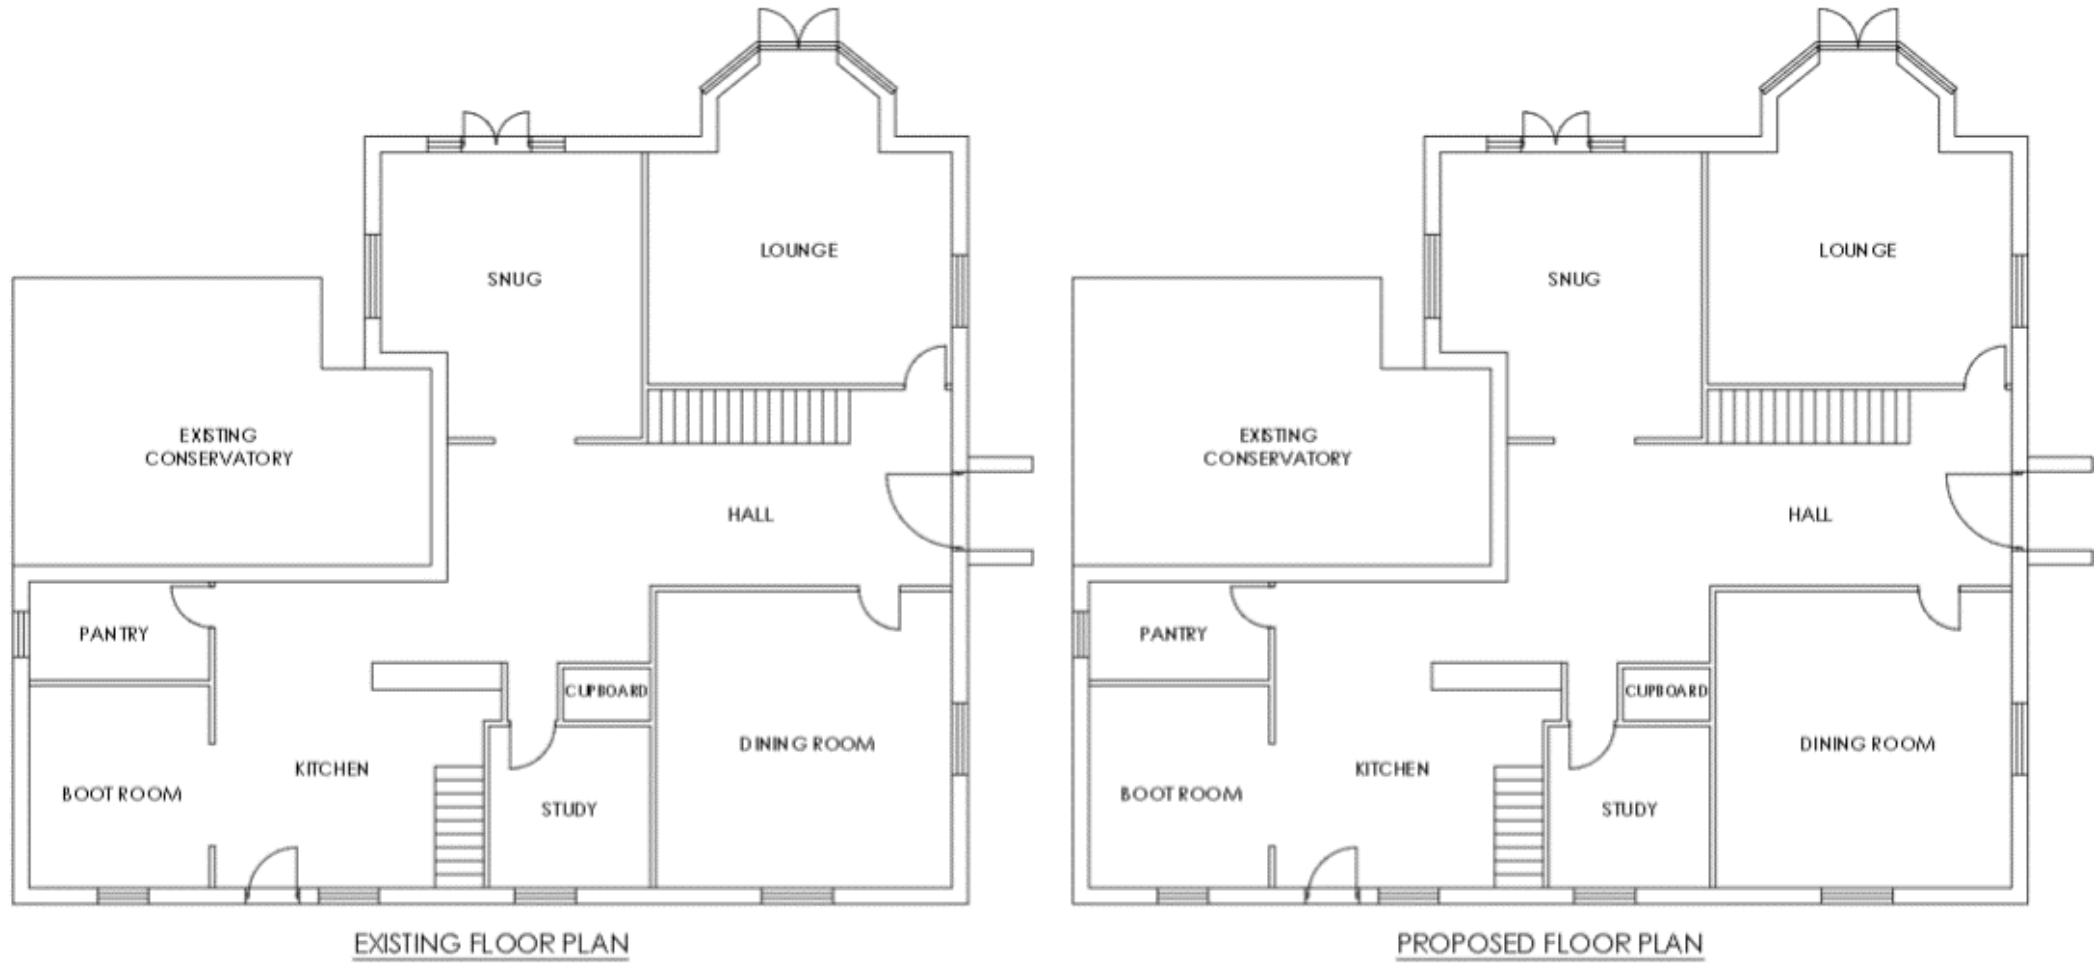 LOUNGE
SNUG
EXISTING
CONSERVATORY
HALL
PANTRY
CUPBOARD
DINING ROOM
KITCHEN
BOOT ROOM
STUDY
EXISTING FLOOR PLAN
LOUNGE
SNUG
EXISTING
CONSERVATORY
HALL
PANTRY
CUPBOARD
DINING ROOM
KITCHEN
BOOT ROOM
STUDY
PROPOSED FLOOR PLAN